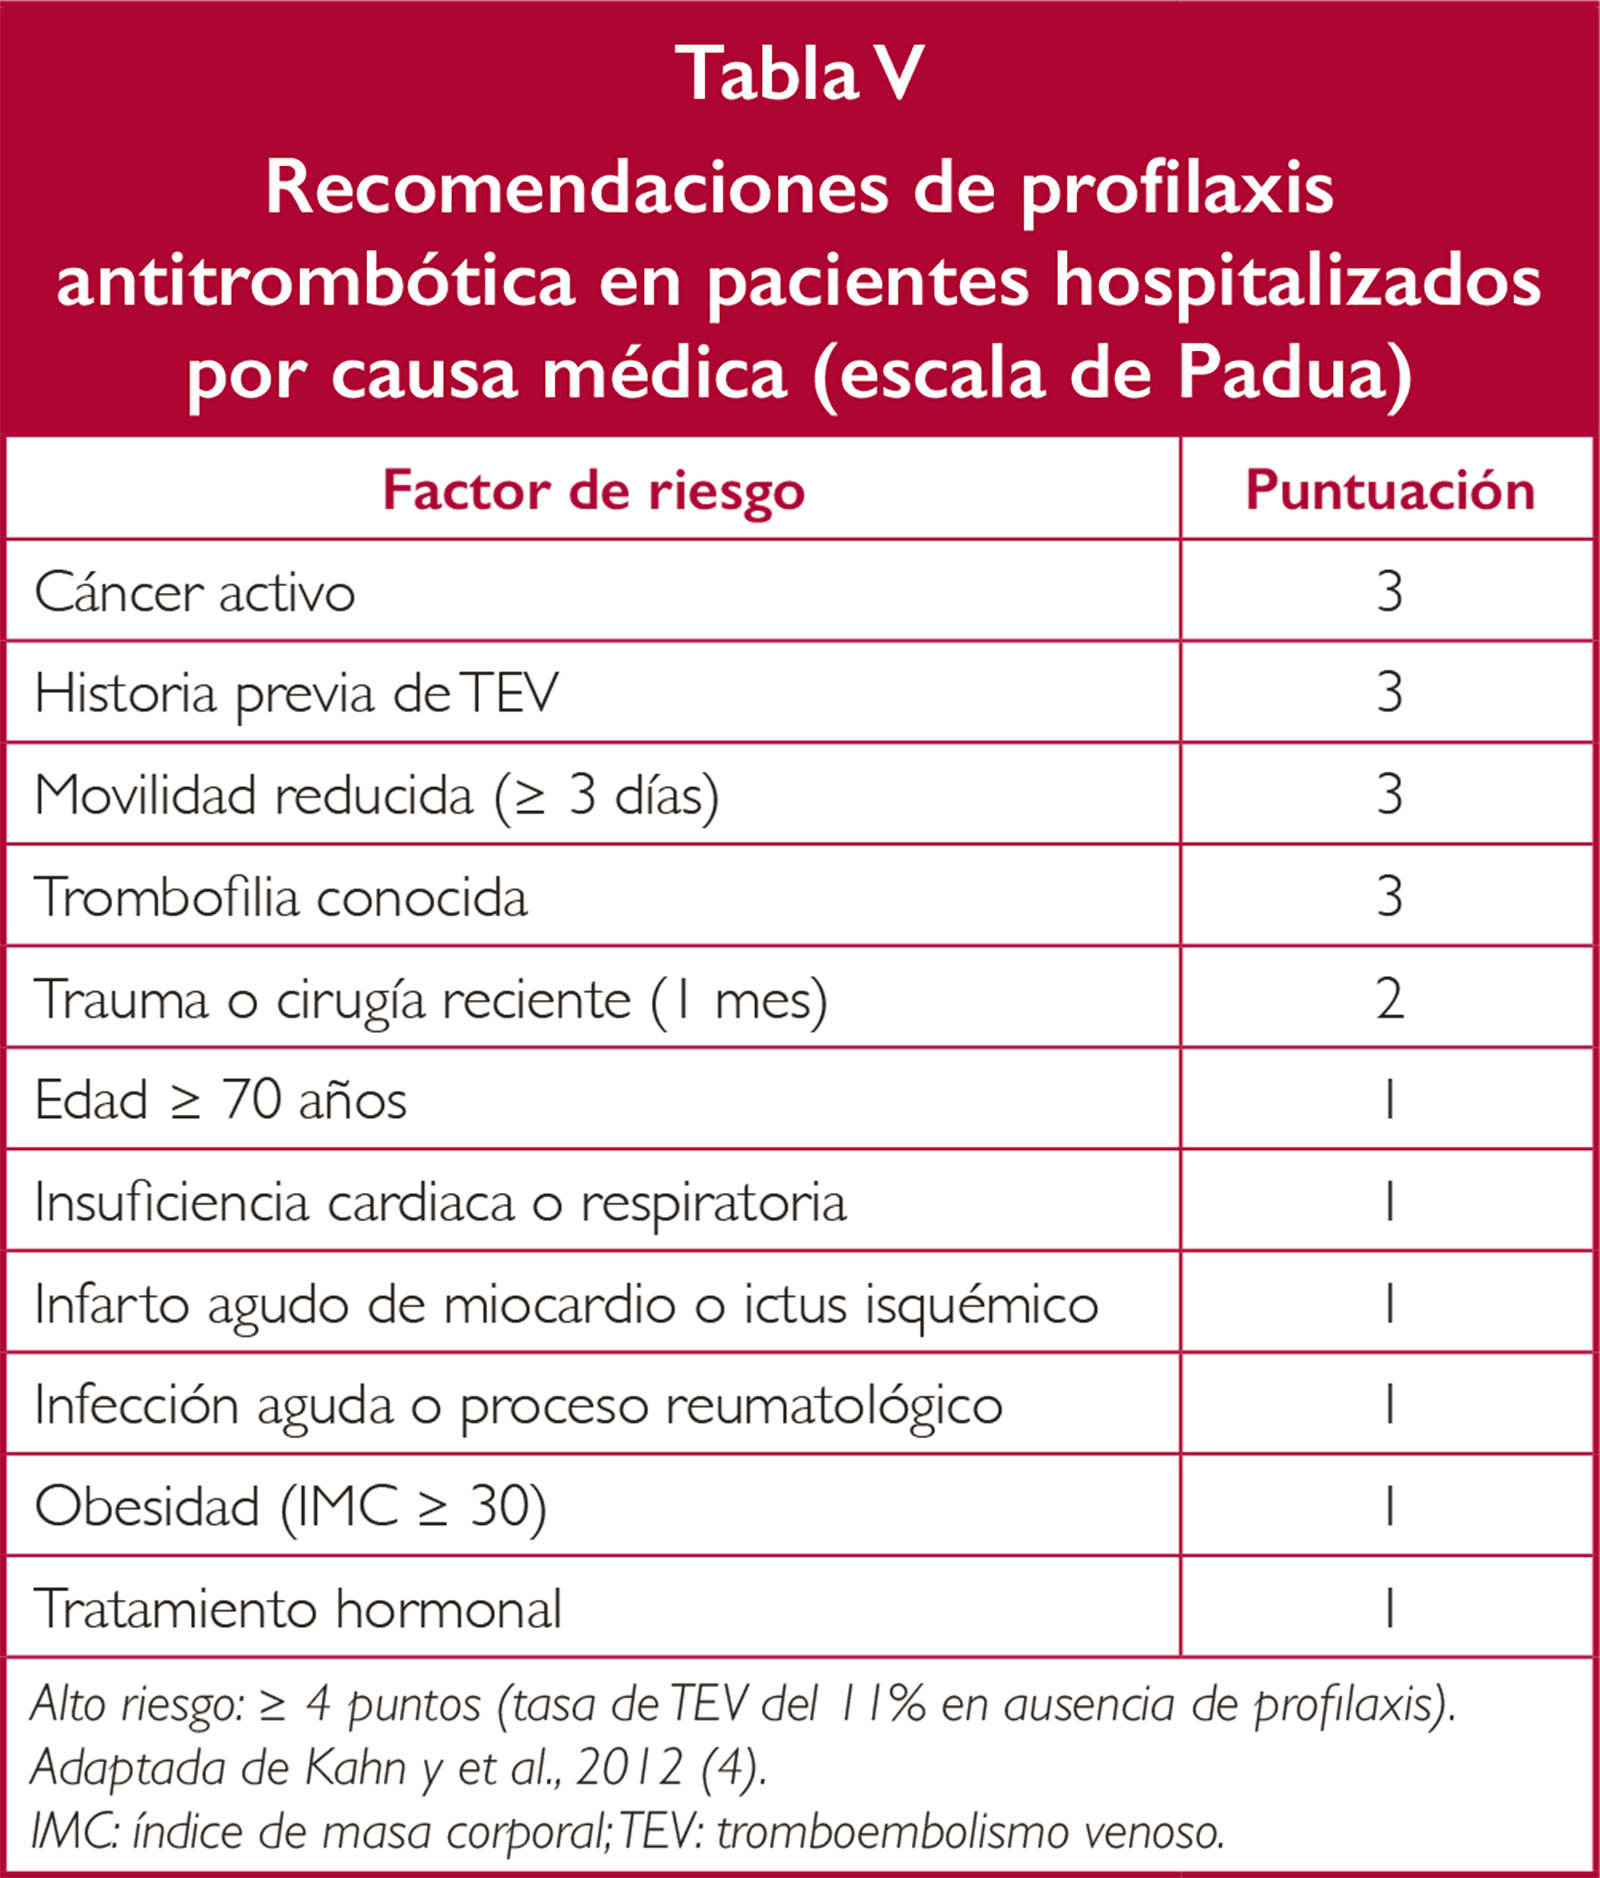 Tabla V
Recomendaciones de profilaxis
antitrombótica en pacientes hospitalizados
por causa médica (escala de Padua)
Factor de riesgo Puntuación
Cáncer activo 3
Historia previa de TEV 3
Movilidad reducida (≥ 3 días) 3
Trombofilia conocida 3
Trauma o cirugía reciente (1 mes) 2
Edad ≥ 70 años 1
Insuficiencia cardiaca o respiratoria 1
Infarto agudo de miocardio o ictus isquémico 1
Infección aguda o proceso reumatológico 1
Obesidad (IMC ≥ 30) 1
Tratamiento hormonal 1
Alto riesgo: ≥ 4 puntos (tasa de TEV del 11% en ausencia de profilaxis).
Adaptada de Kahn y et al., 2012 (4).
IMC: índice de masa corporal; TEV: tromboembolismo venoso.